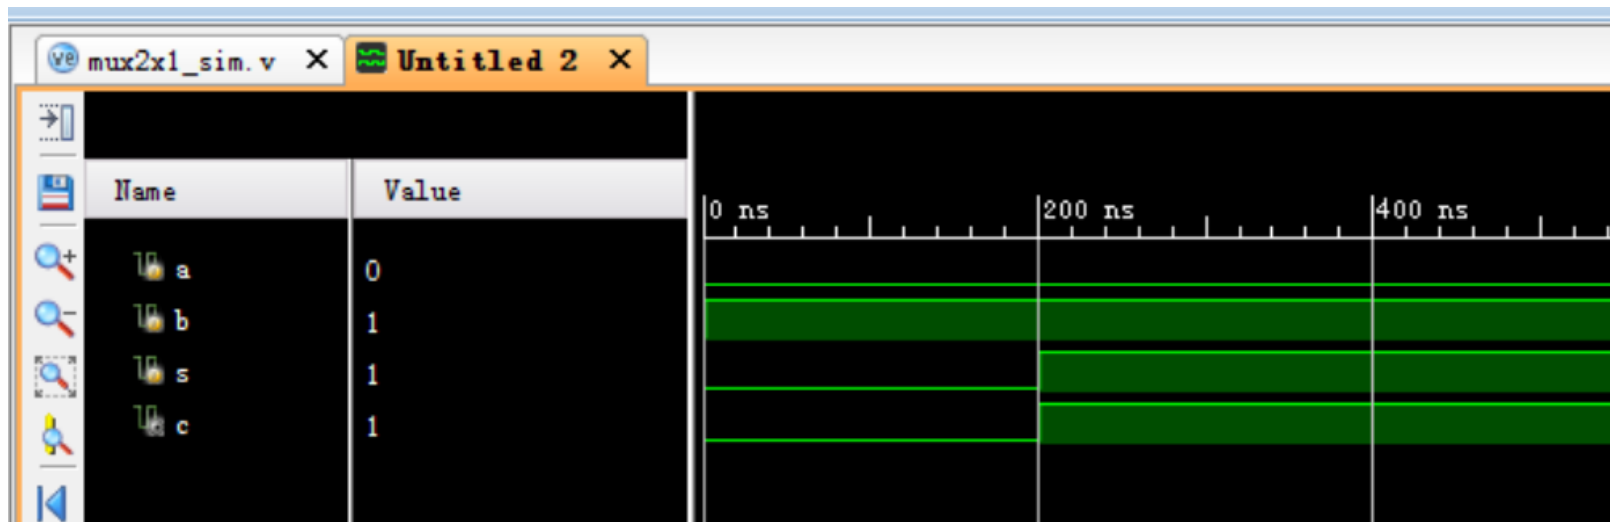 mux2x1_sim.v Untitled 2
Name Value
0 ns 200 ns 400 ns
a 0
b 1
s 1
c 1